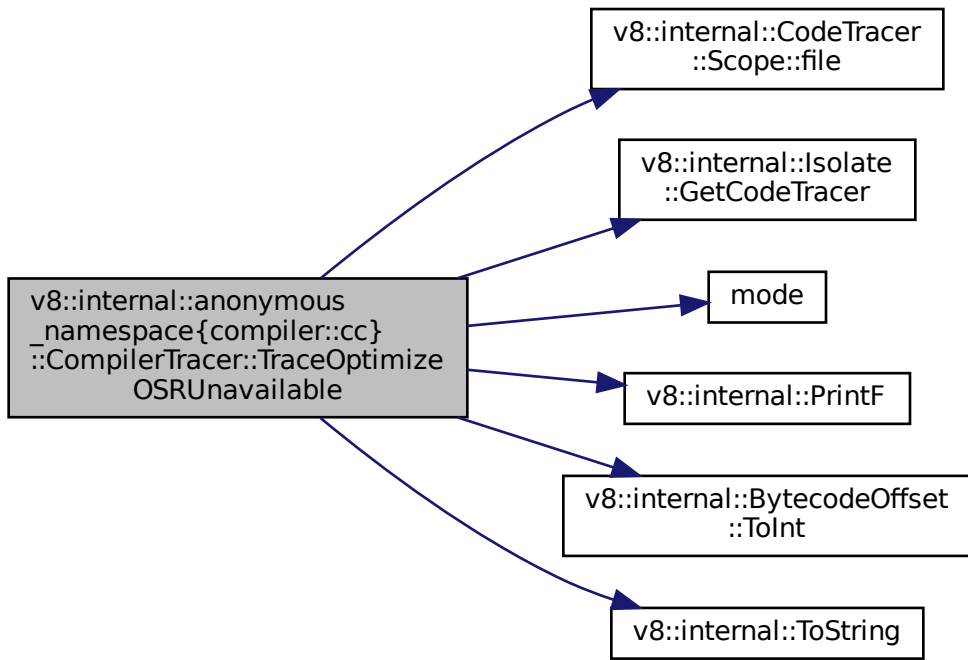 v8::internal::anonymous
_namespace{compiler::cc}
::CompilerTracer::TraceOptimize
OSRUnavailable
v8::internal::CodeTracer
::Scope::file
v8::internal::Isolate
::GetCodeTracer
mode
v8::internal::PrintF
v8::internal::BytecodeOffset
::ToInt
v8::internal::ToString